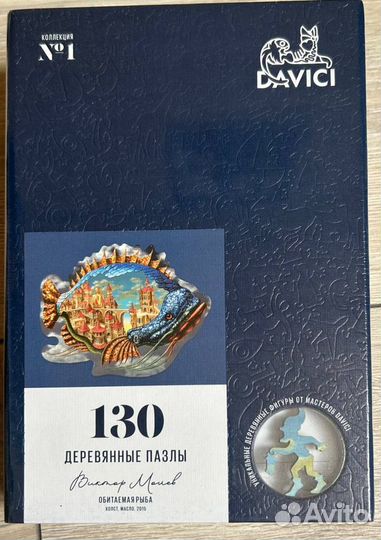 КОЛЛЕКЦИЯ
№1
DAVICI
130
ДЕРЕВЯННЫЕ ПАЗЛЫ
Виктор Моисев
ОБИТАЕМАЯ РЫБА
ХОЛСТ, МАСЛО, 2015
УНИКАЛЬНЫЕ ДЕРЕВЯННЫЕ ФИГУРЫ ОТ МАСТЕРОВ DAVICI
Avito